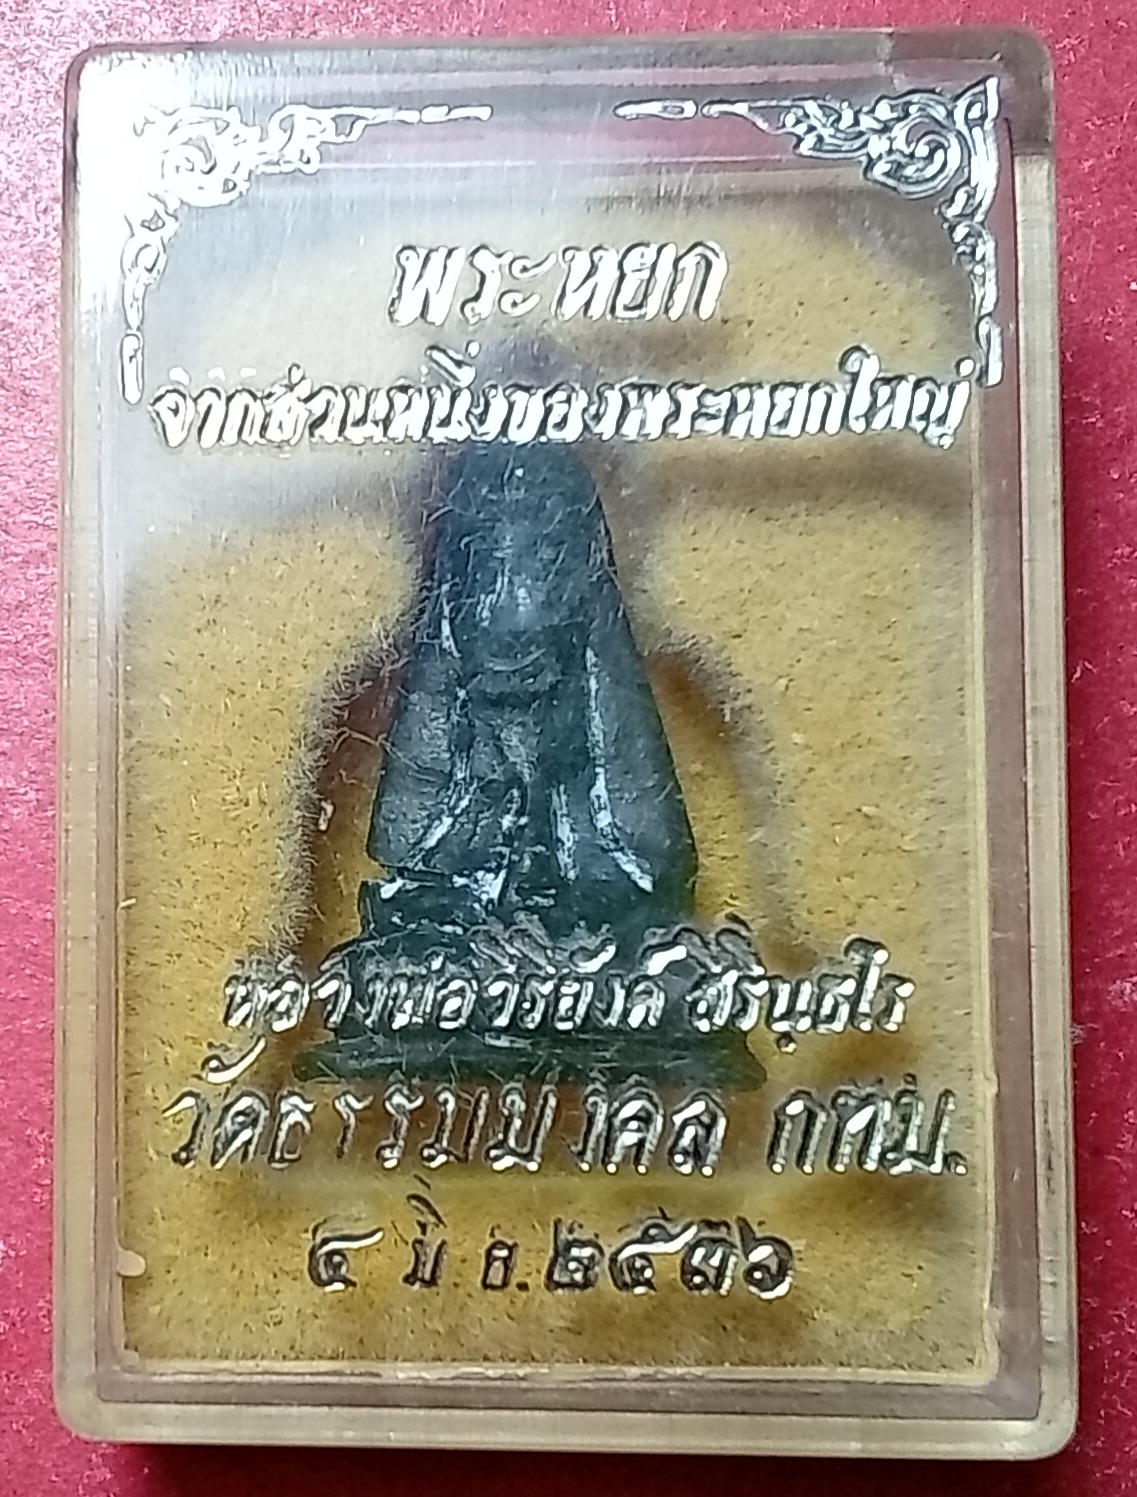 พระหยก
จากส่วนหนึ่งของพระหยกใหญ่
หลวงพ่อวิริยังค์ สิรินฺธโร
วัดธรรมมงคล กทม.
๔ มิ ย. ๒๕๓๖